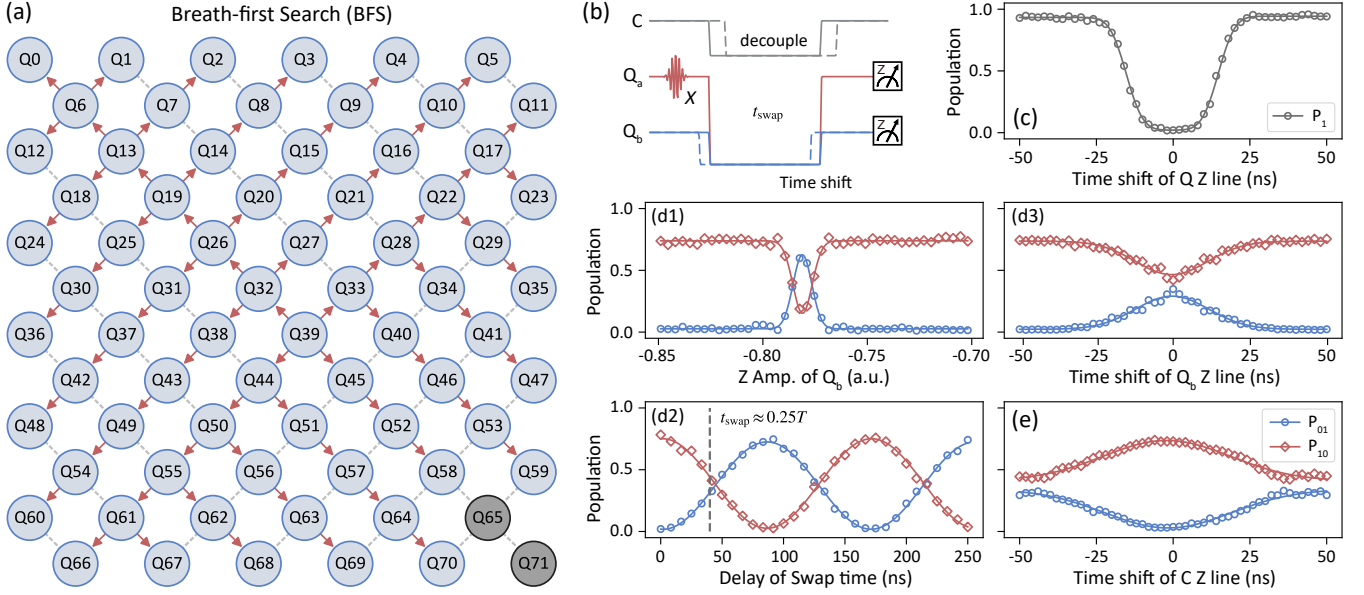 (a)
Breath-first Search (BFS)
Q0 Q1 Q2 Q3 Q4 Q5
Q6 Q7 Q8 Q9 Q10 Q11
Q12 Q13 Q14 Q15 Q16 Q17
Q18 Q19 Q20 Q21 Q22 Q23
Q24 Q25 Q26 Q27 Q28 Q29
Q30 Q31 Q32 Q33 Q34 Q35
Q36 Q37 Q38 Q39 Q40 Q41
Q42 Q43 Q44 Q45 Q46 Q47
Q48 Q49 Q50 Q51 Q52 Q53
Q54 Q55 Q56 Q57 Q58 Q59
Q60 Q61 Q62 Q63 Q64 Q65
Q66 Q67 Q68 Q69 Q70 Q71
(b)
C
decouple
Qa
X
Z
tswap
Qb
Z
Time shift
Population
1.0
0.5
0.0
(c)
P1
-50 -25 0 25 50
Time shift of Q Z line (ns)
Population
1.0
0.5
0.0
(d1)
-0.85 -0.80 -0.75 -0.70
Z Amp. of Qb (a.u.)
(d3)
-50 -25 0 25 50
Time shift of Qb Z line (ns)
Population
1.0
0.5
0.0
(d2)
tswap≈0.25T
0 50 100 150 200 250
Delay of Swap time (ns)
(e)
P01
P10
-50 -25 0 25 50
Time shift of C Z line (ns)